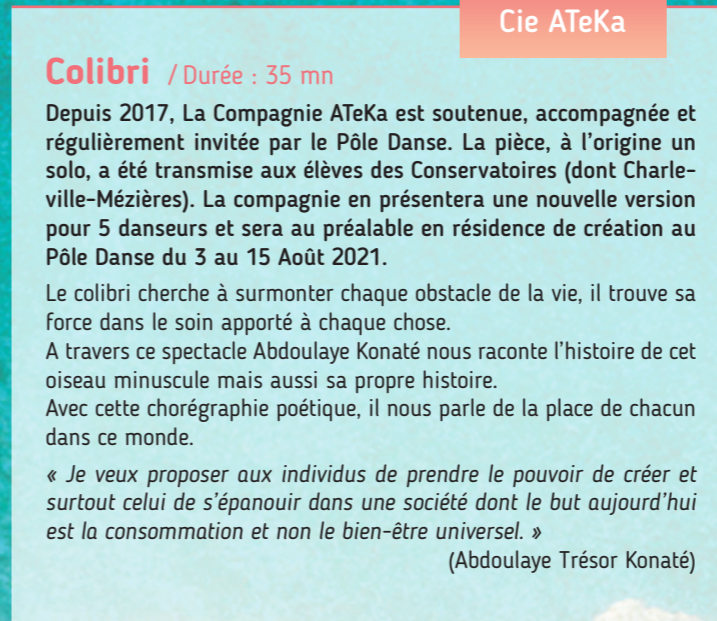 Cie ATeKa
Colibri / Durée : 35 mn
Depuis 2017, La Compagnie ATeKa est soutenue, accompagnée et
régulièrement invitée par le Pôle Danse. La pièce, à l’origine un
solo, a été transmise aux élèves des Conservatoires (dont Charle-
ville-Mézières). La compagnie en présentera une nouvelle version
pour 5 danseurs et sera au préalable en résidence de création au
Pôle Danse du 3 au 15 Août 2021.
Le colibri cherche à surmonter chaque obstacle de la vie, il trouve sa
force dans le soin apporté à chaque chose.
A travers ce spectacle Abdoulaye Konaté nous raconte l’histoire de cet
oiseau minuscule mais aussi sa propre histoire.
Avec cette chorégraphie poétique, il nous parle de la place de chacun
dans ce monde.
« Je veux proposer aux individus de prendre le pouvoir de créer et
surtout celui de s’épanouir dans une société dont le but aujourd’hui
est la consommation et non le bien-être universel. »
(Abdoulaye Trésor Konaté)